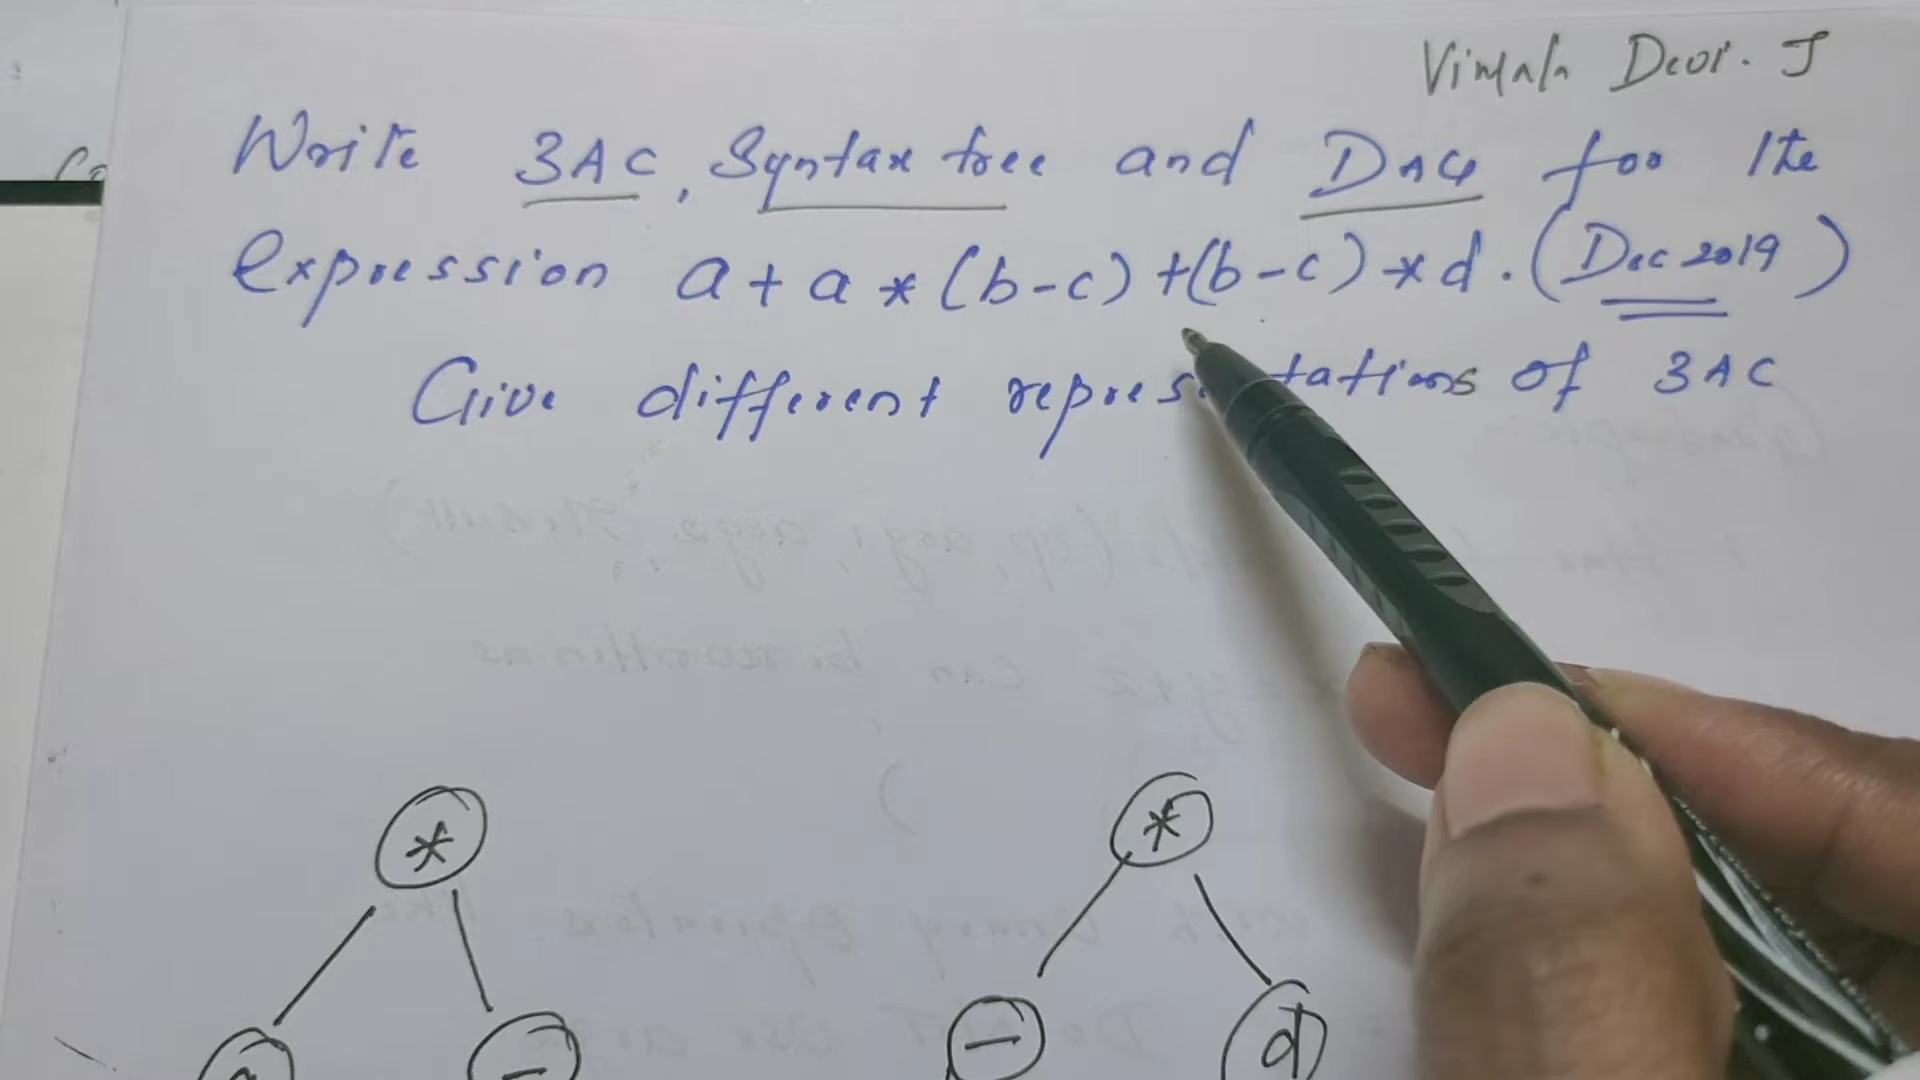 Vimala Devi. J
Write 3AC, Syntax tree and DAG for the
Expression a + a * (b - c) + (b - c) * d. (Dec 2019)
Give different representations of 3AC
* *
- - d